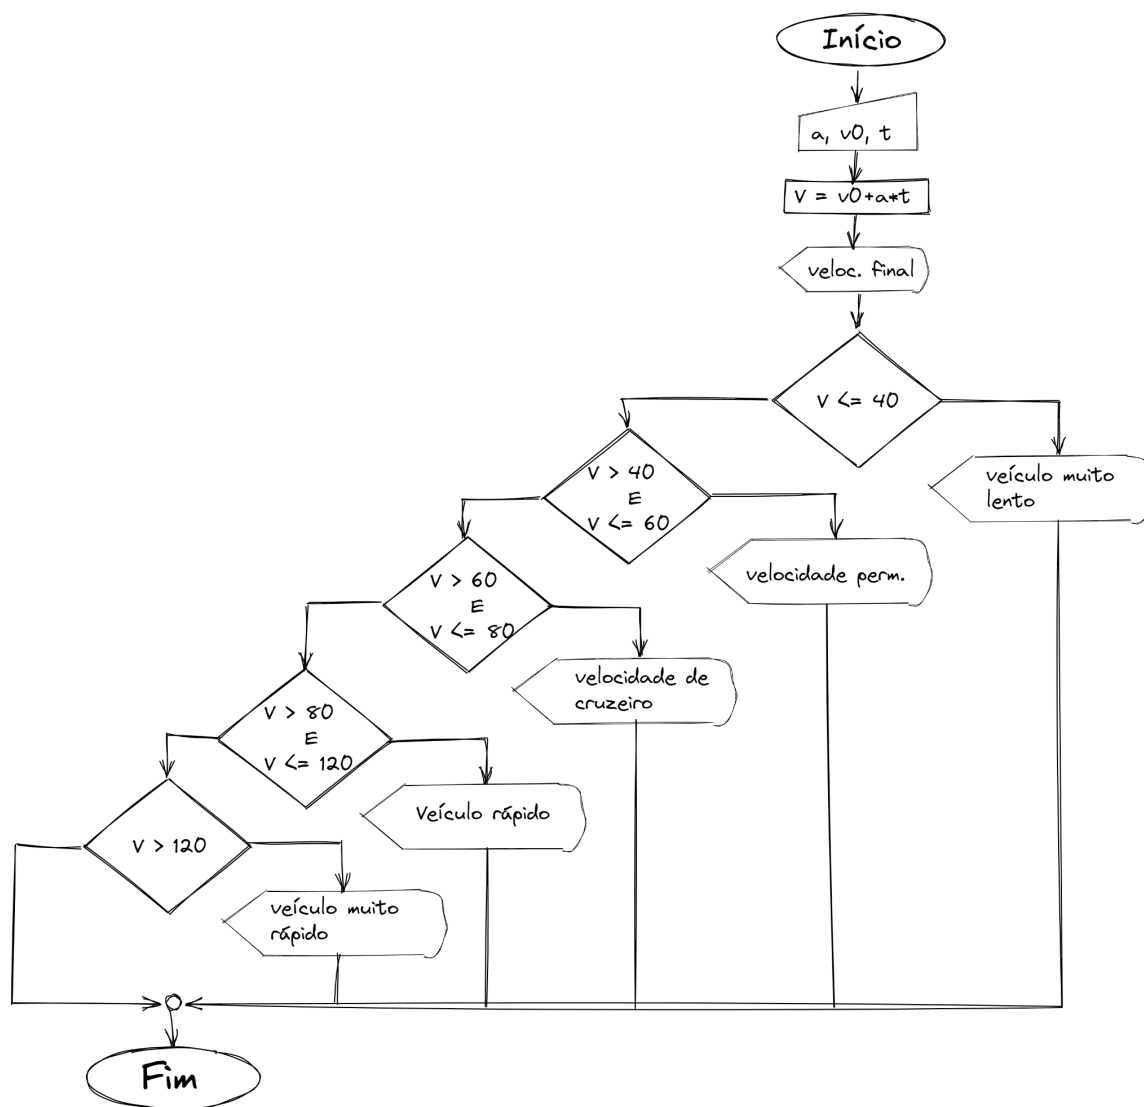 Início
a, v0, t
V = v0+a*t
veloc. final
V <= 40
veículo muito
lento
V > 40
E
V <= 60
velocidade perm.
V > 60
E
V <= 80
velocidade de
cruzeiro
V > 80
E
V <= 120
Veículo rápido
V > 120
veículo muito
rápido
Fim